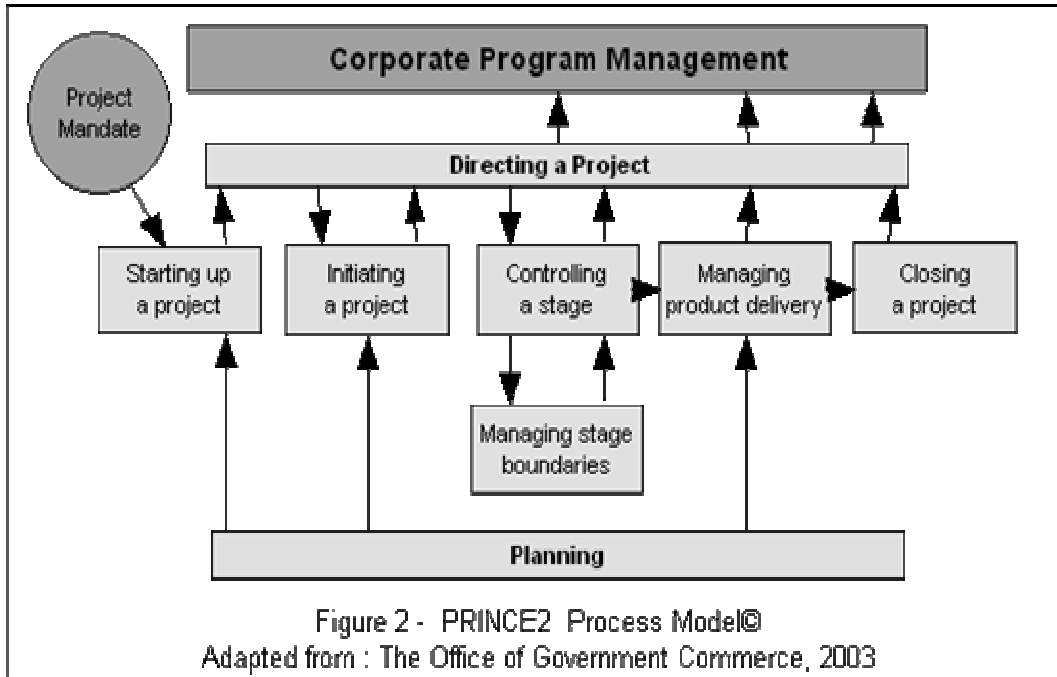 Corporate Program Management
Project
Mandate
Directing a Project
Starting up
a project
Initiating
a project
Controlling
a stage
Managing
product delivery
Closing
a project
Managing stage
boundaries
Planning
Figure 2 - PRINCE2 Process Model©
Adapted from : The Office of Government Commerce, 2003